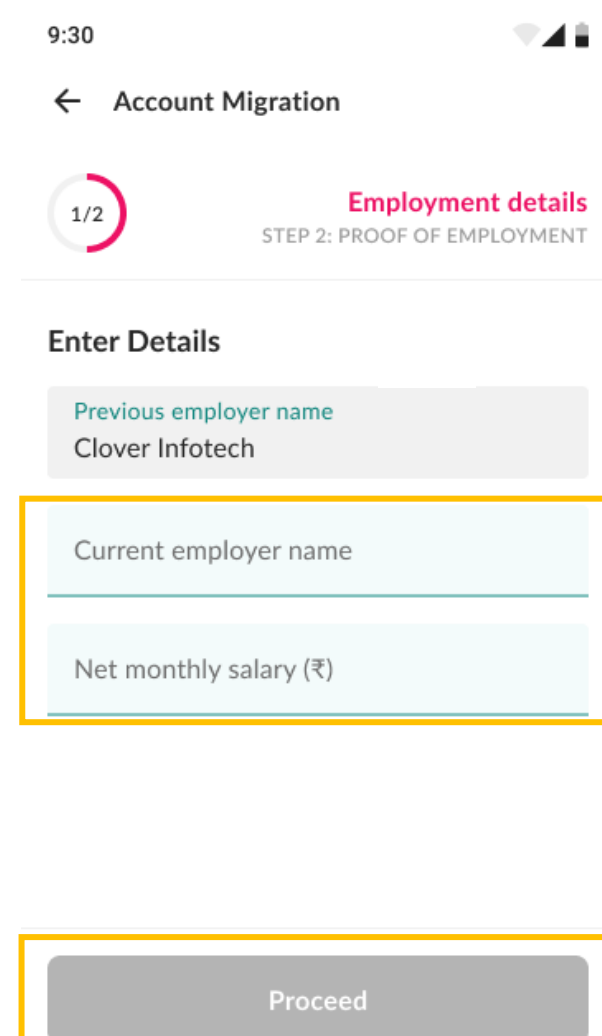 9:30
Account Migration
1/2
Employment details
STEP 2: PROOF OF EMPLOYMENT
Enter Details
Previous employer name
Clover Infotech
Current employer name
Net monthly salary (₹)
Proceed